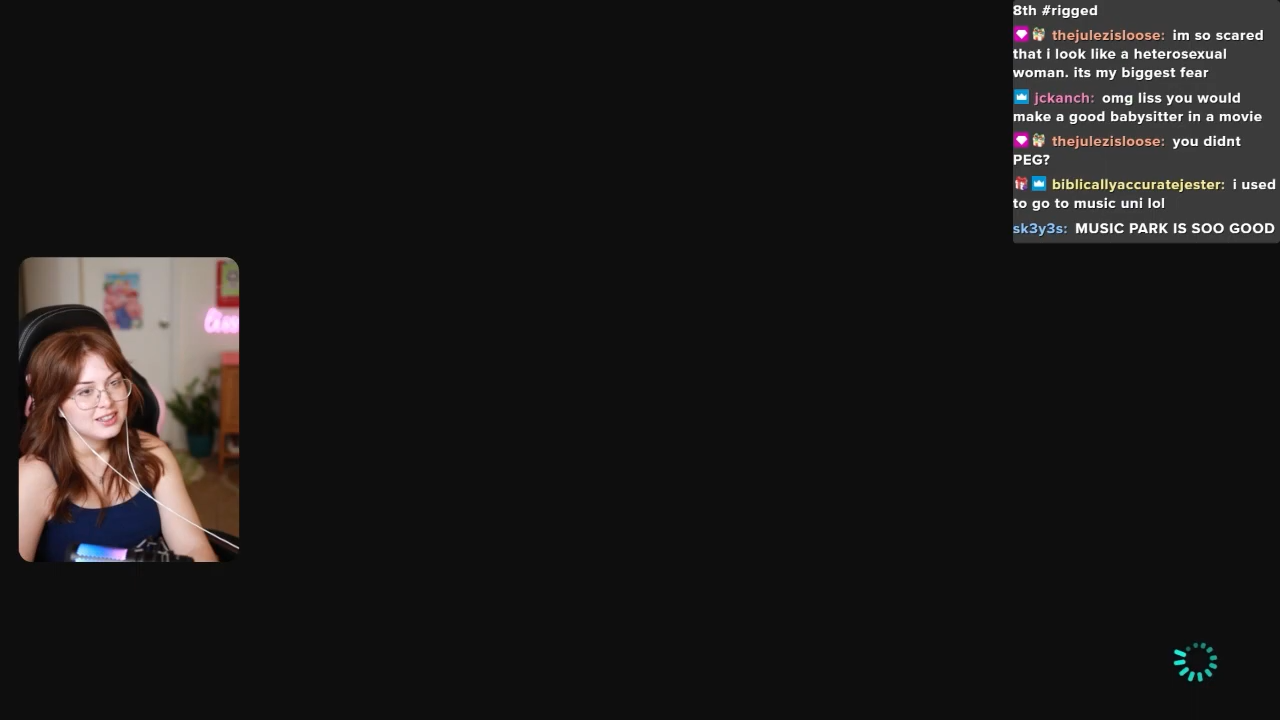 8th #rigged
thejulezisloose: im so scared
that i look like a heterosexual
woman. its my biggest fear
jckanch: omg liss you would
make a good babysitter in a movie
thejulezisloose: you didnt
PEG?
biblicallyaccuratejester: i used
to go to music uni lol
sk3y3s: MUSIC PARK IS SOO GOOD